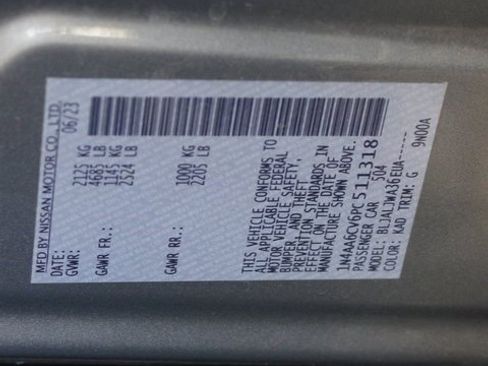 MFD BY NISSAN MOTOR CO., LTD.
DATE: 06/23
GVWR: 2125 KG
4685 LB
GAWR FR: 1145 KG
2524 LB
GAWR RR: 1000 KG
2205 LB
THIS VEHICLE CONFORMS TO
ALL APPLICABLE FEDERAL
MOTOR VEHICLE SAFETY,
BUMPER, AND THEFT
PREVENTION STANDARDS IN
EFFECT ON THE DATE OF
MANUFACTURE SHOWN ABOVE.
1N4AA6CV6PC511318
PASSENGER CAR 504
MODEL: BLJALJWA36EUA------
COLOR: KAD TRIM: G 9N00A